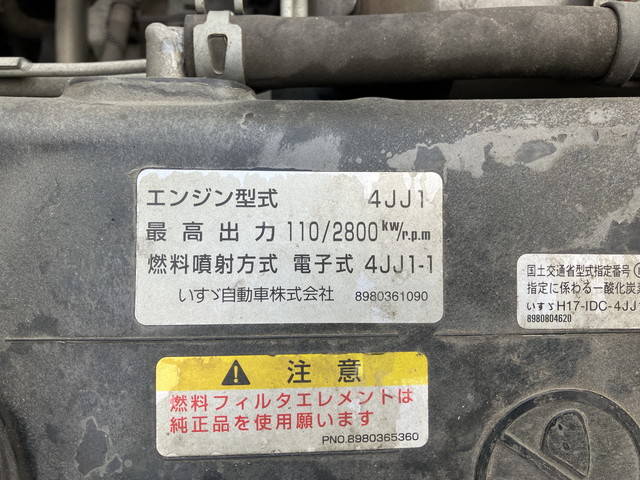 エンジン型式 4JJ1
最高出力 110/2800kw/r.p.m
燃料噴射方式 電子式 4JJ1-1
いすゞ自動車株式会社 8980361090
⚠ 注意
燃料フィルタエレメントは
純正品を使用願います
PNO.8980365360
国土交通省型式指定番号
指定に係わる一酸化炭素
いすゞH17-IDC-4JJ1
8980804620